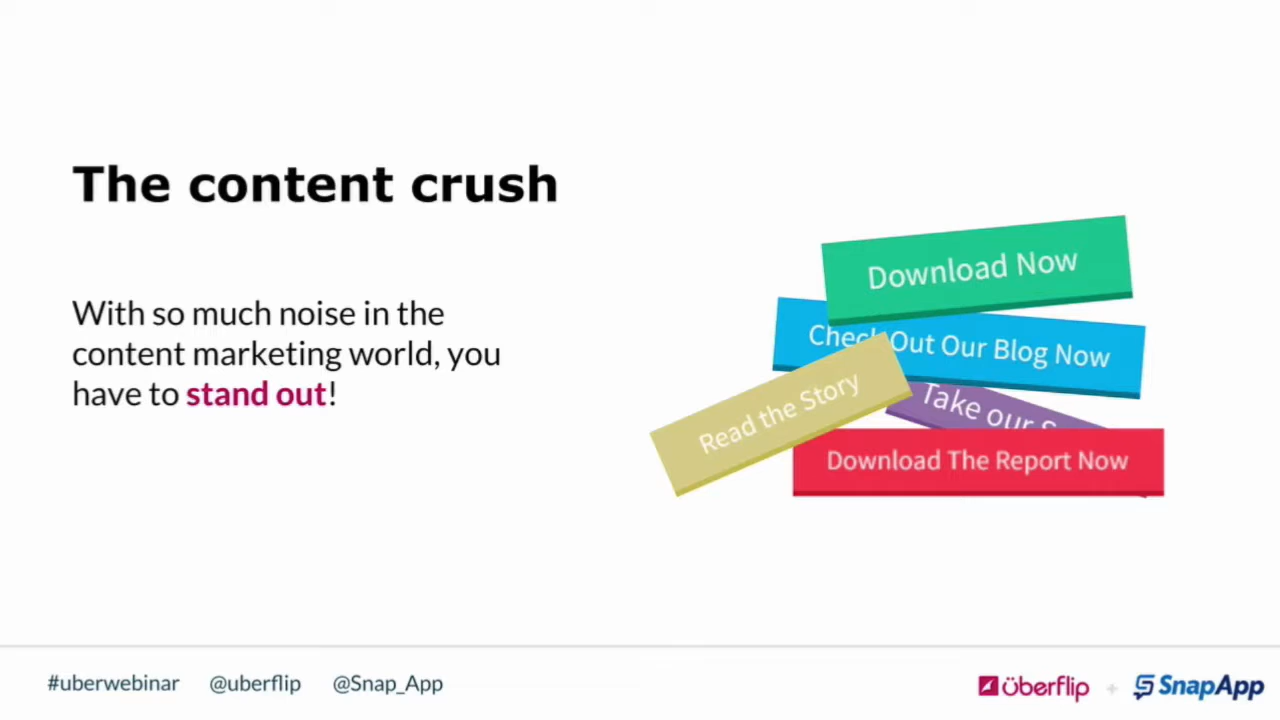 The content crush
With so much noise in the
content marketing world, you
have to stand out!
Download Now
Check Out Our Blog Now
Read the Story
Take our
Download The Report Now
#uberwebinar @uberflip @Snap_App
überflip + SnapApp